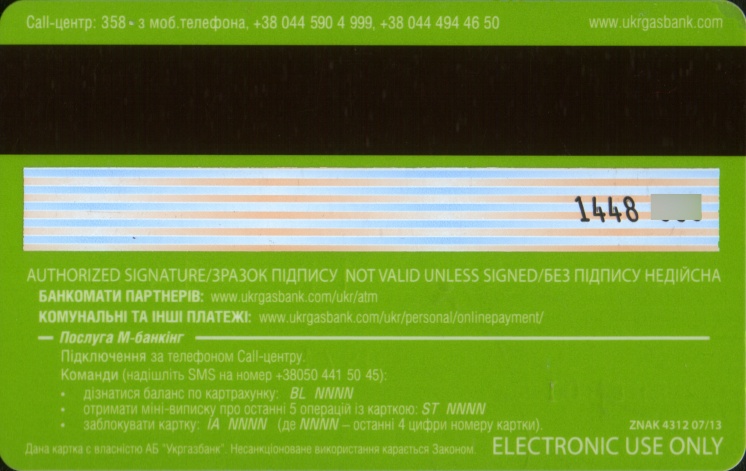 Call-центр: 358 - з моб.телефона, +38 044 590 4 999, +38 044 494 46 50 www.ukrgasbank.com
1448
AUTHORIZED SIGNATURE/ЗРАЗОК ПІДПИСУ NOT VALID UNLESS SIGNED/БЕЗ ПІДПИСУ НЕДІЙСНА
БАНКОМАТИ ПАРТНЕРІВ: www.ukrgasbank.com/ukr/atm
КОМУНАЛЬНІ ТА ІНШІ ПЛАТЕЖІ: www.ukrgasbank.com/ukr/personal/onlinepayment/
Послуга М-банкінг
Підключення за телефоном Call-центру.
Команди (надішліть SMS на номер +38050 441 50 45):
• дізнатися баланс по картрахунку: BL NNNN
• отримати міні-виписку про останні 5 операцій із карткою: ST NNNN
• заблокувати картку: IA NNNN (де NNNN – останні 4 цифри номеру картки).
ZNAK 4312 07/13
Дана картка є власністю АБ "Укргазбанк". Несанкціоноване використання карається Законом. ELECTRONIC USE ONLY